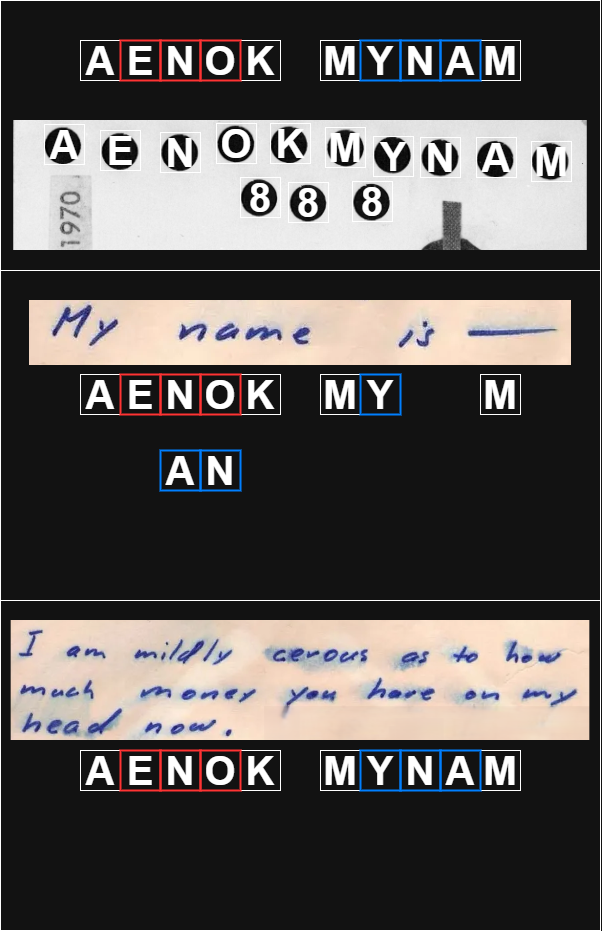 AENOK MYNAM
AENOKMYNAM
888
1970
My name is —
AENOK MY M
AN
I am mildly cerous as to how
much money you have on my
head now.
AENOK MYNAM